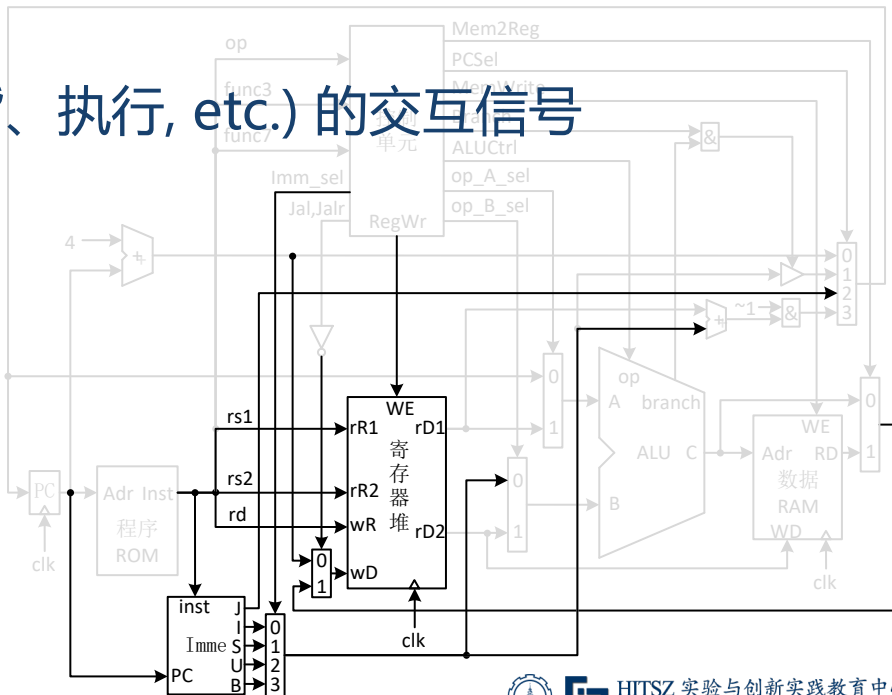 Mem2Reg
op
PCSel
func3
MemWrite
、执行, etc.) 的交互信号
func7
单元
ALUCtrl
Imm_sel
op_A_sel
Jal,Jalr
op_B_sel
RegWr
&
4
+
0
1
2
3
~1
&
+
op
0
1
A
branch
WE
0
1
rs1
rR1
rD1
寄存器堆
ALU
C
Adr
RD
WE
数据
RAM
WD
clk
rs2
rR2
0
1
B
PC
Adr Inst
程序
ROM
clk
rd
wR
rD2
0
1
wD
clk
inst
J
I
0
Imme
S
1
U
2
PC
B
3
HITSZ 实验与创新实践教育中